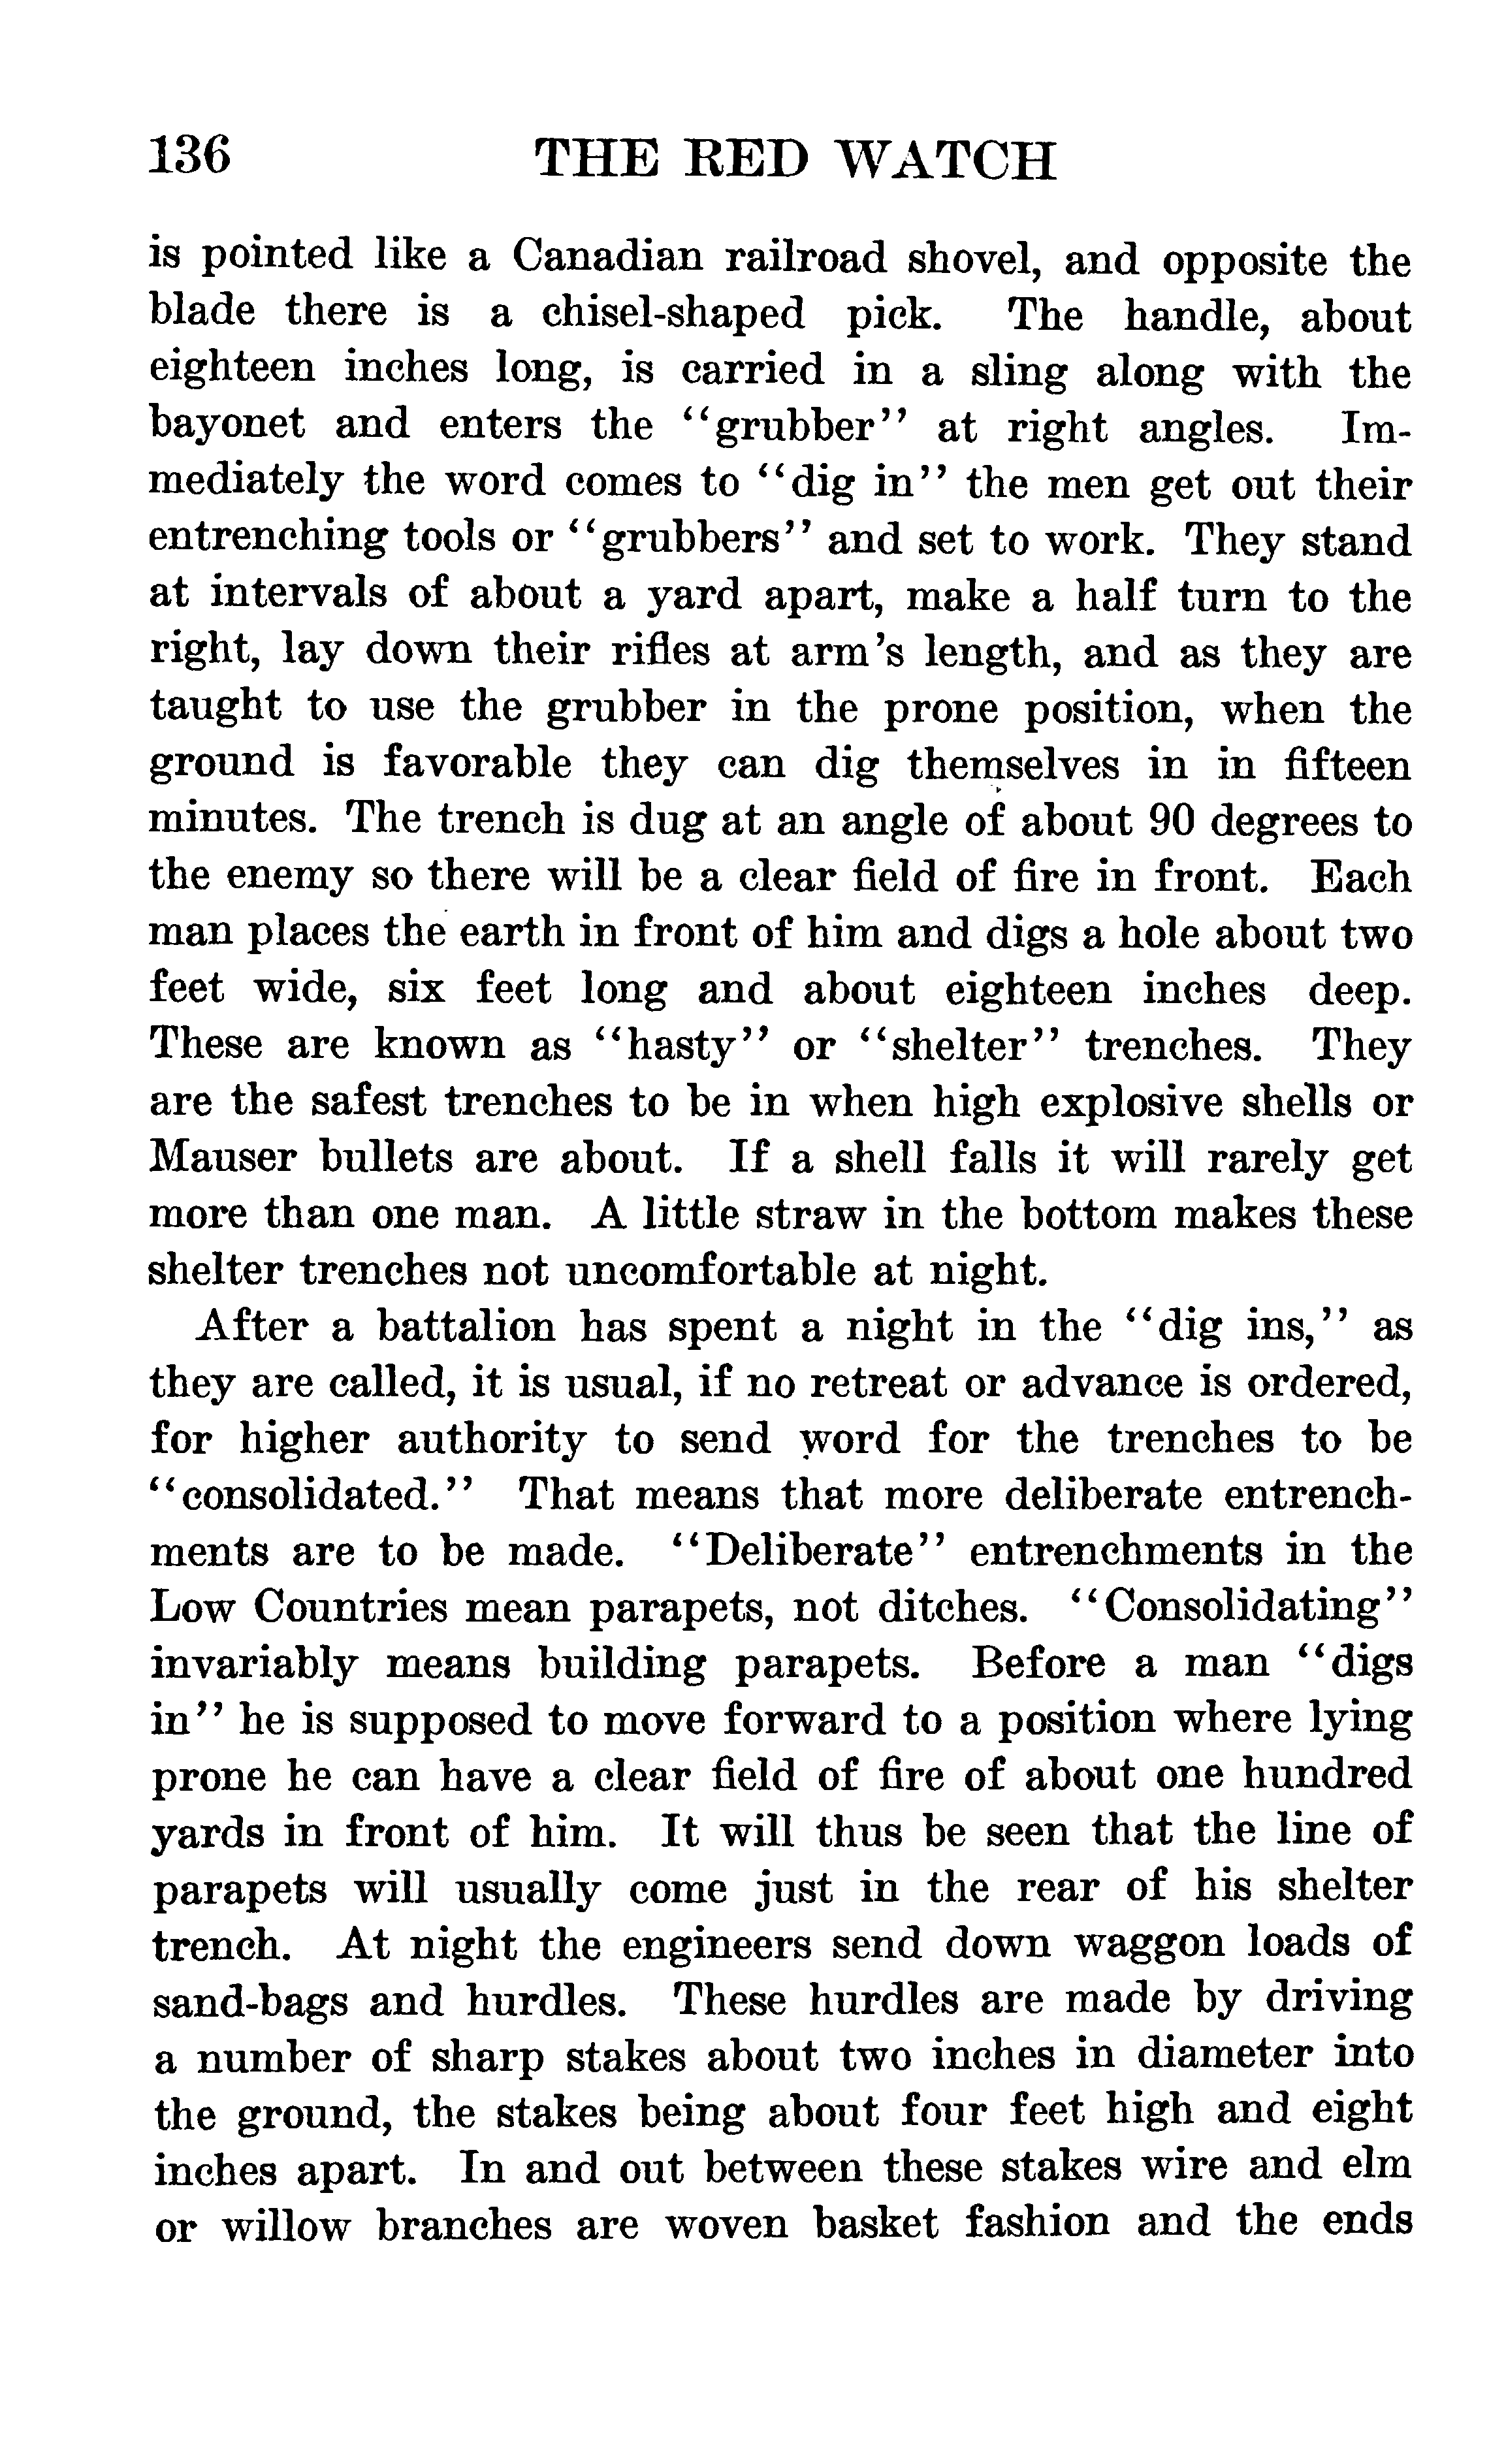 136 THE RED WATCH
is pointed like a Canadian railroad shovel, and opposite the
blade there is a chisel-shaped pick. The handle, about
eighteen inches long, is carried in a sling along with the
bayonet and enters the "grubber" at right angles. Im-
mediately the word comes to "dig in" the men get out their
entrenching tools or "grubbers" and set to work. They stand
at intervals of about a yard apart, make a half turn to the
right, lay down their rifles at arm's length, and as they are
taught to use the grubber in the prone position, when the
ground is favorable they can dig themselves in in fifteen
minutes. The trench is dug at an angle of about 90 degrees to
the enemy so there will be a clear field of fire in front. Each
man places the earth in front of him and digs a hole about two
feet wide, six feet long and about eighteen inches deep.
These are known as "hasty" or "shelter" trenches. They
are the safest trenches to be in when high explosive shells or
Mauser bullets are about. If a shell falls it will rarely get
more than one man. A little straw in the bottom makes these
shelter trenches not uncomfortable at night.
After a battalion has spent a night in the "dig ins," as
they are called, it is usual, if no retreat or advance is ordered,
for higher authority to send word for the trenches to be
"consolidated." That means that more deliberate entrench-
ments are to be made. "Deliberate" entrenchments in the
Low Countries mean parapets, not ditches. "Consolidating"
invariably means building parapets. Before a man "digs
in" he is supposed to move forward to a position where lying
prone he can have a clear field of fire of about one hundred
yards in front of him. It will thus be seen that the line of
parapets will usually come just in the rear of his shelter
trench. At night the engineers send down waggon loads of
sand-bags and hurdles. These hurdles are made by driving
a number of sharp stakes about two inches in diameter into
the ground, the stakes being about four feet high and eight
inches apart. In and out between these stakes wire and elm
or willow branches are woven basket fashion and the ends